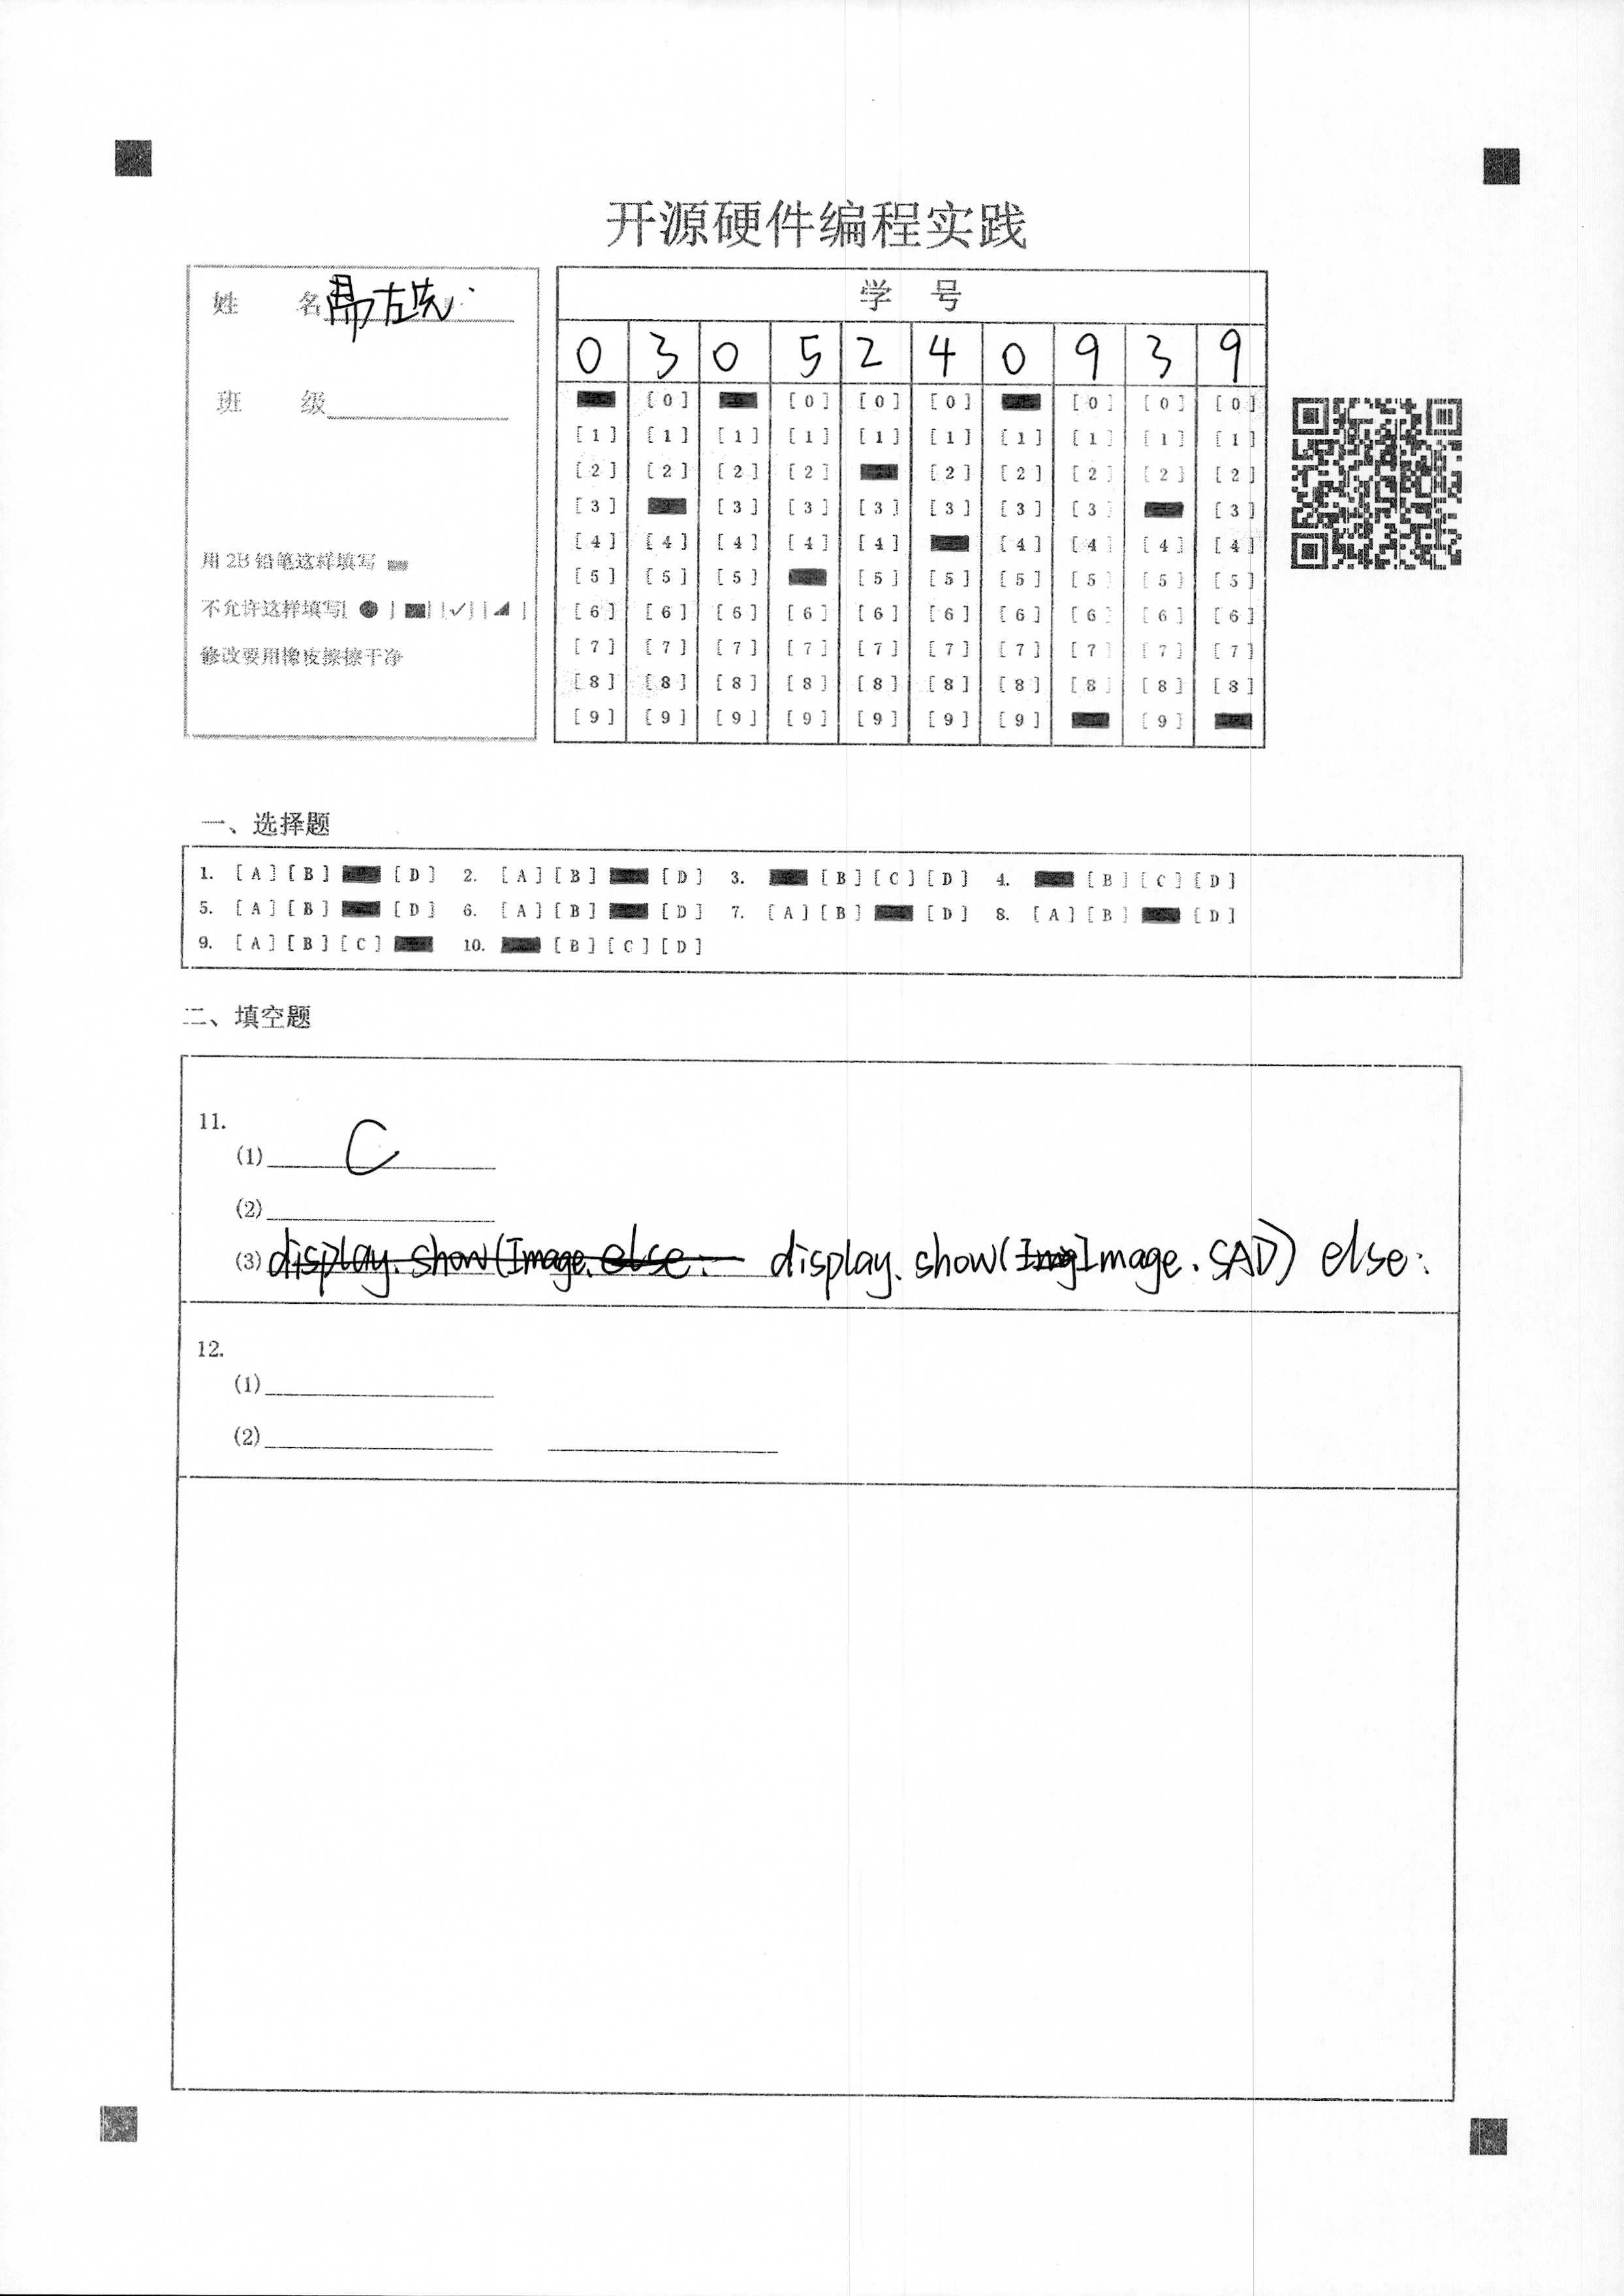 开源硬件编程实践
姓 名
班 级
用 2B 铅笔这样填写
不允许这样填写[ ● ] [■] [✓] [◢ ]
修改要用橡皮擦擦干净
学 号
0 3 0 5 2 4 0 9 3 9
[0] [0] [0] [0] [0] [0] [0]
[1] [1] [1] [1] [1] [1] [1] [1] [1] [1]
[2] [2] [2] [2] [2] [2] [2] [2] [2]
[3] [3] [3] [3] [3] [3] [3] [3]
[4] [4] [4] [4] [4] [4] [4] [4] [4]
[5] [5] [5] [5] [5] [5] [5] [5] [5]
[6] [6] [6] [6] [6] [6] [6] [6] [6] [6]
[7] [7] [7] [7] [7] [7] [7] [7] [7] [7]
[8] [8] [8] [8] [8] [8] [8] [8] [8] [8]
[9] [9] [9] [9] [9] [9] [9] [9]
一、选择题
1. [A] [B] [D] 2. [A] [B] [D] 3. [B] [C] [D] 4. [B] [C] [D]
5. [A] [B] [D] 6. [A] [B] [D] 7. [A] [B] [D] 8. [A] [B] [D]
9. [A] [B] [C] 10. [B] [C] [D]
二、填空题
11.
(1) C
(2)
(3) display.show(Image.else: display.show(ImgImage.SAD) else:
12.
(1)
(2)